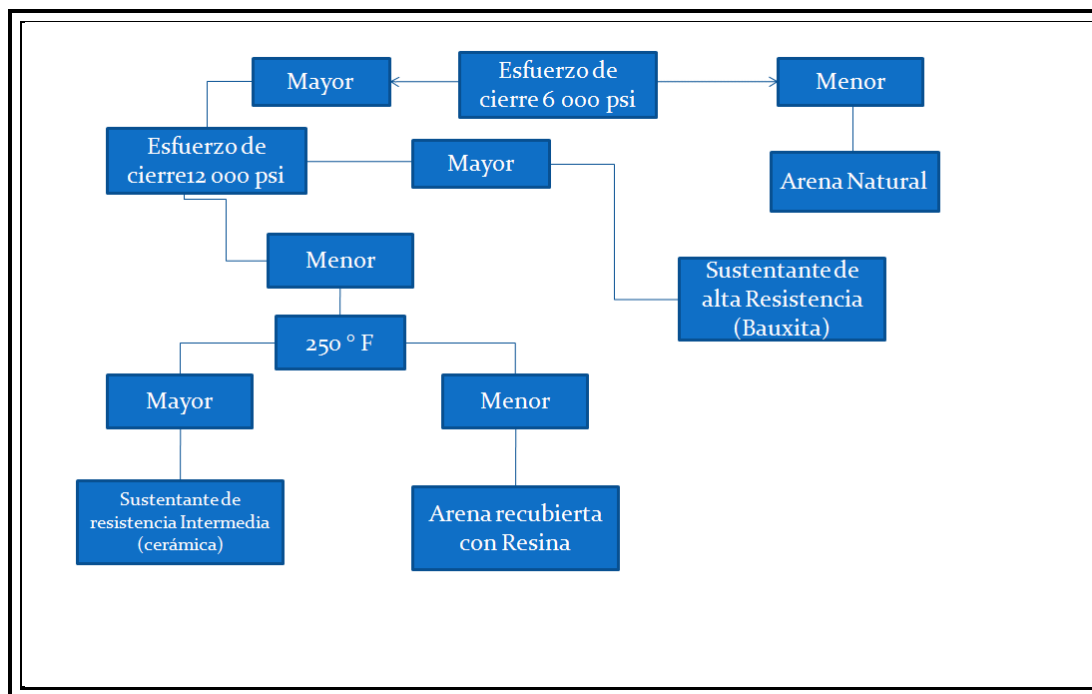 Mayor
Esfuerzo de
cierre 6 000 psi
Menor
Esfuerzo de
cierre12 000 psi
Mayor
Arena Natural
Menor
Sustentante de
alta Resistencia
(Bauxita)
250 ° F
Mayor
Menor
Sustentante de
resistencia Intermedia
(cerámica)
Arena recubierta
con Resina